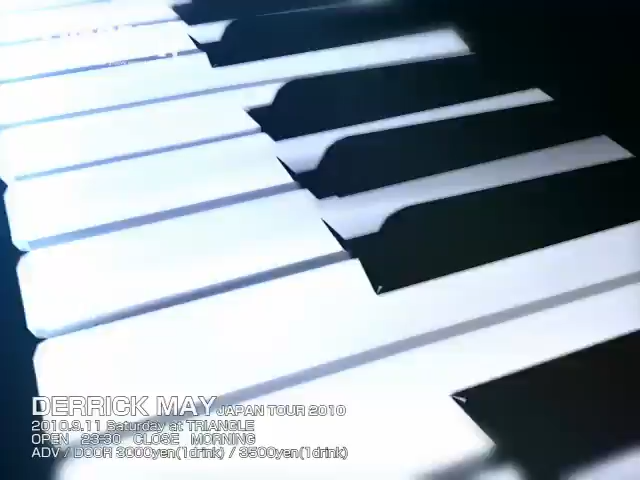 DERRICK MAY JAPAN TOUR 2010
2010.9.11 Saturday at TRIANGLE
OPEN 23:30 CLOSE MORNING
ADV / DOOR 3000yen(1drink) / 3500yen(1drink)